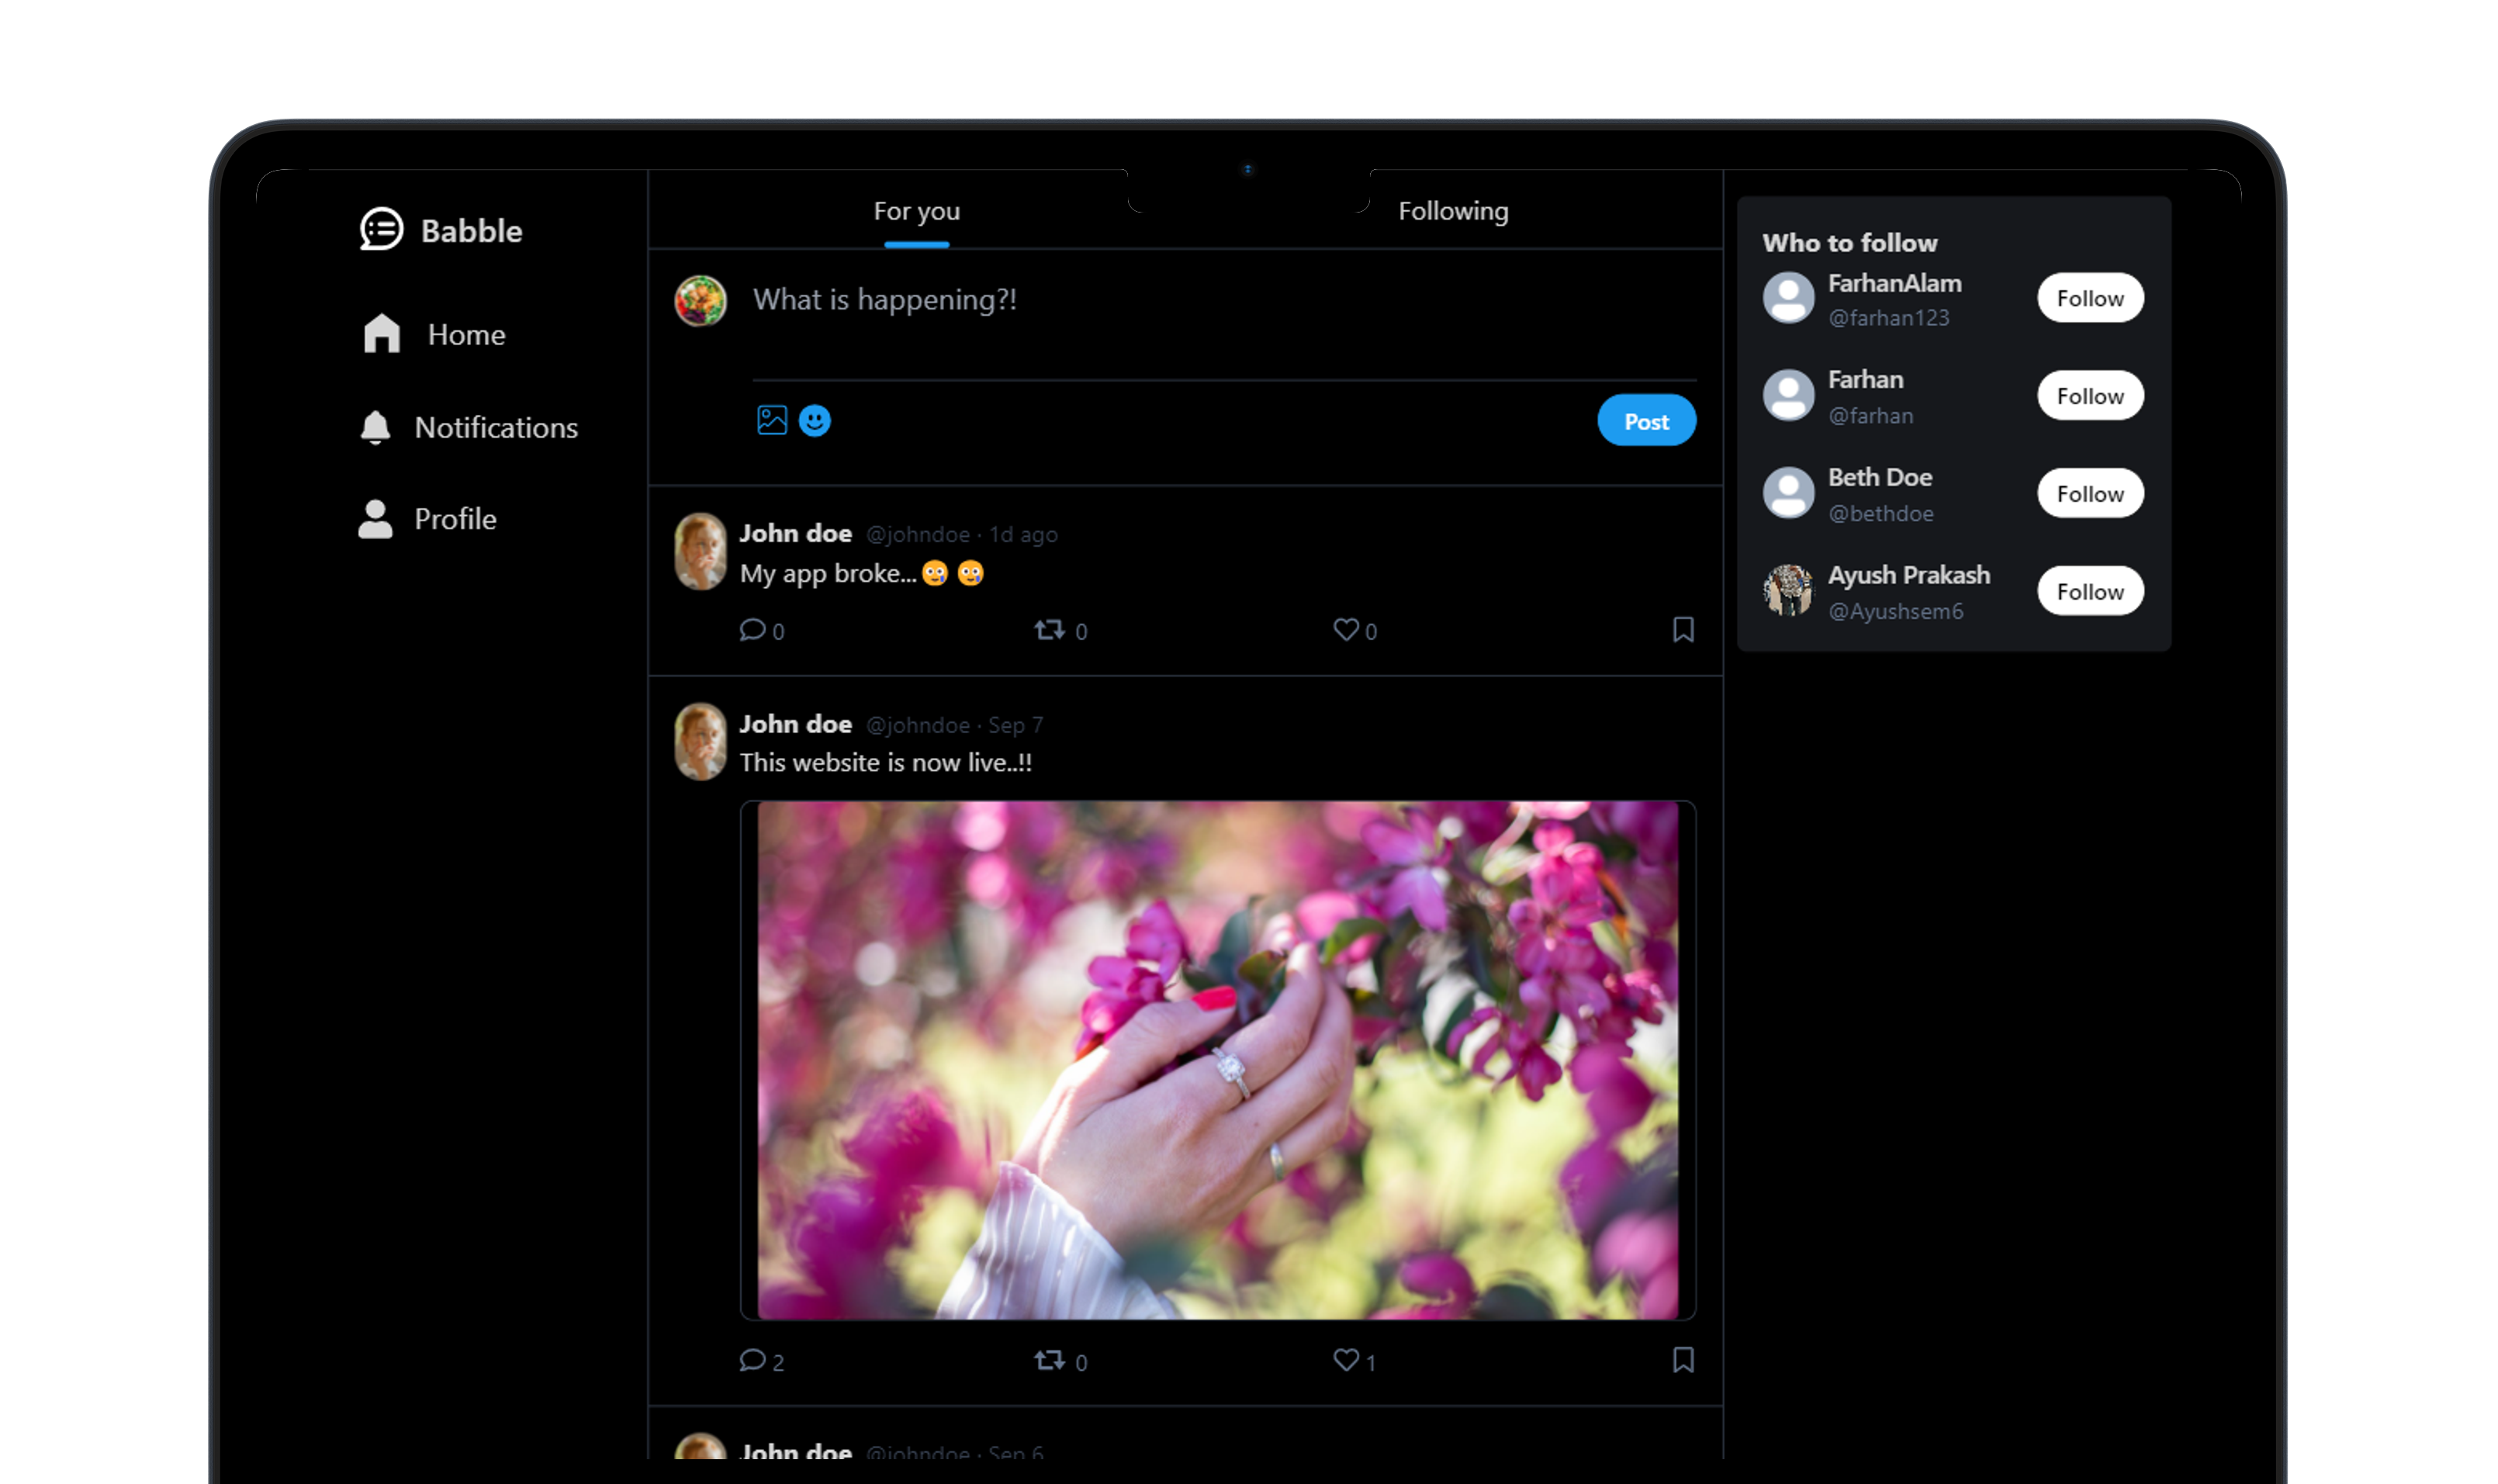 Babble
Home
Notifications
Profile
For you
Following
What is happening?!
Post
John doe @johndoe · 1d ago
My app broke...😳 😳
0
0
0
John doe @johndoe · Sep 7
This website is now live..!!
2
0
1
John doe @johndoe · Sep 6
Who to follow
FarhanAlam
@farhan123
Follow
Farhan
@farhan
Follow
Beth Doe
@bethdoe
Follow
Ayush Prakash
@Ayushsem6
Follow